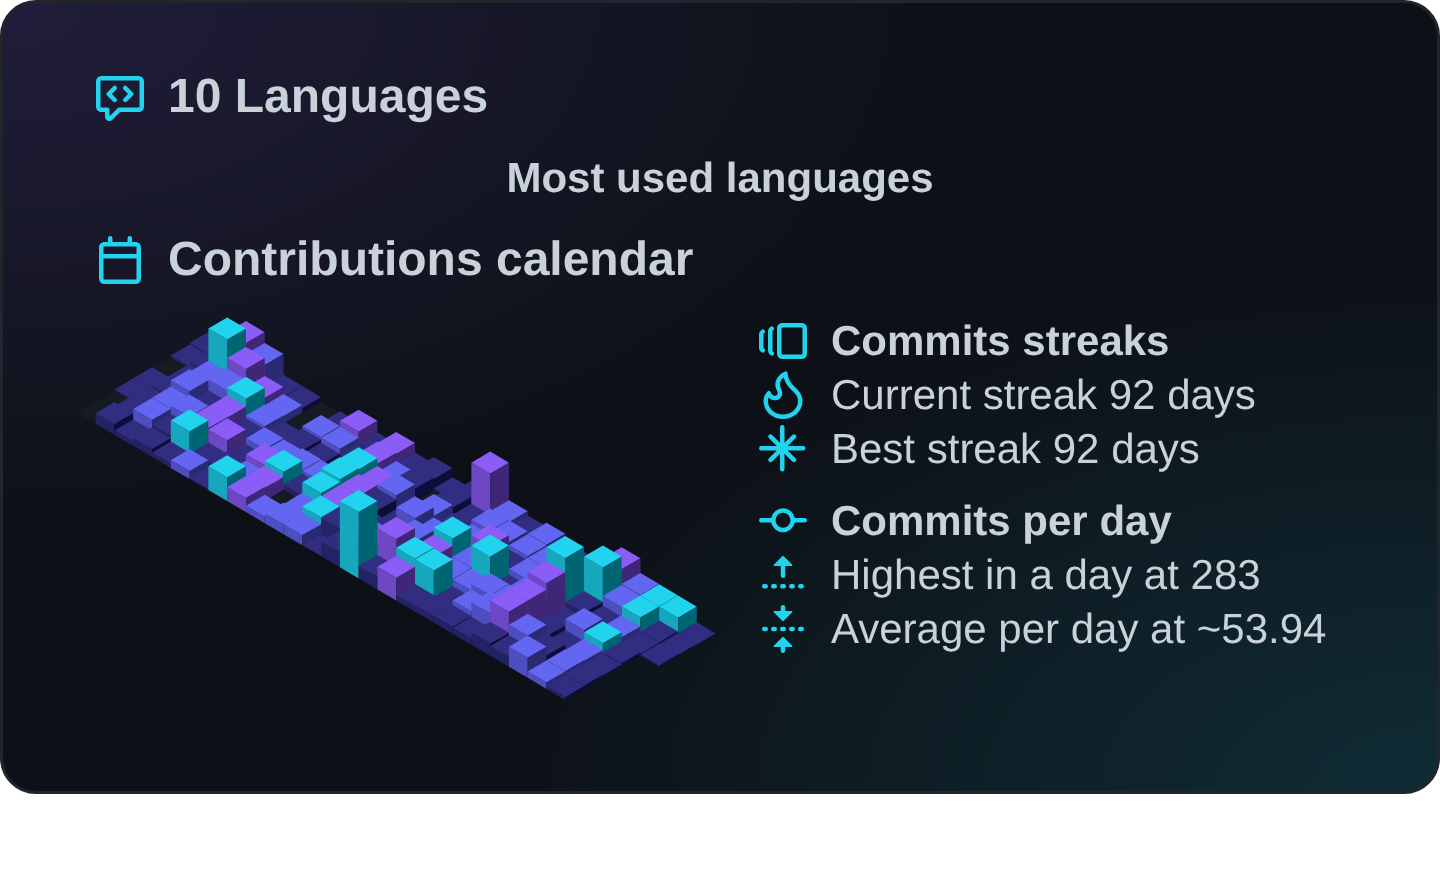 10 Languages
Most used languages
Contributions calendar
Commits streaks
Current streak 92 days
Best streak 92 days
Commits per day
Highest in a day at 283
Average per day at ~53.94